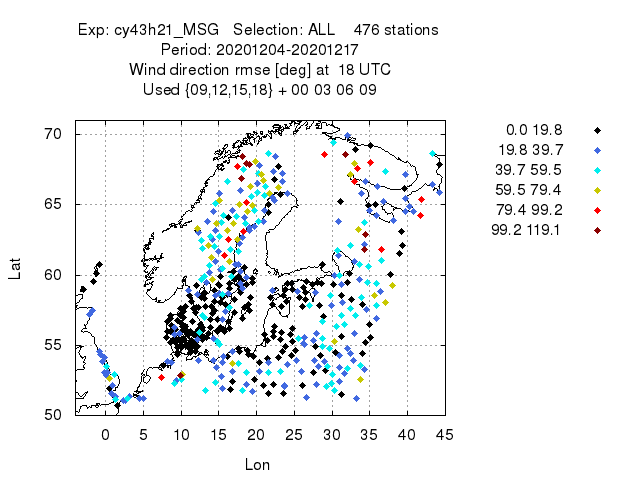 Exp: cy43h21_MSG   Selection: ALL    476 stations
Period: 20201204-20201217
Wind direction rmse [deg] at  18 UTC
Used {09,12,15,18} + 00 03 06 09
70
65
60
55
50
Lat
0 5 10 15 20 25 30 35 40 45
Lon
0.0 19.8
19.8 39.7
39.7 59.5
59.5 79.4
79.4 99.2
99.2 119.1